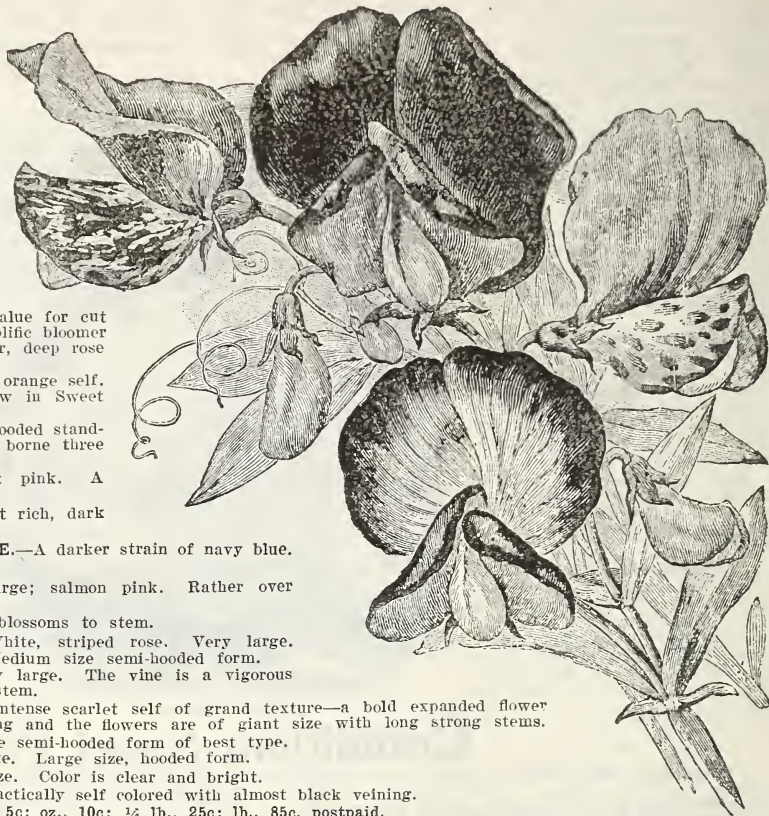 alue for cut
olific bloomer
r, deep rose
orange self.
w in Sweet
ooded stand-
borne three
pink. A
t rich, dark
E.—A darker strain of navy blue.
arge; salmon pink. Rather over
blossoms to stem.
hite, striped rose. Very large.
edium size semi-hooded form.
y large. The vine is a vigorous
stem.
ntense scarlet self of grand texture—a bold expanded flower
ng and the flowers are of giant size with long strong stems.
e semi-hooded form of best type.
te. Large size, hooded form.
ze. Color is clear and bright.
actically self colored with almost black veining.
5c; oz., 10c; ¼ lb., 25c; lb., 85c, postpaid.